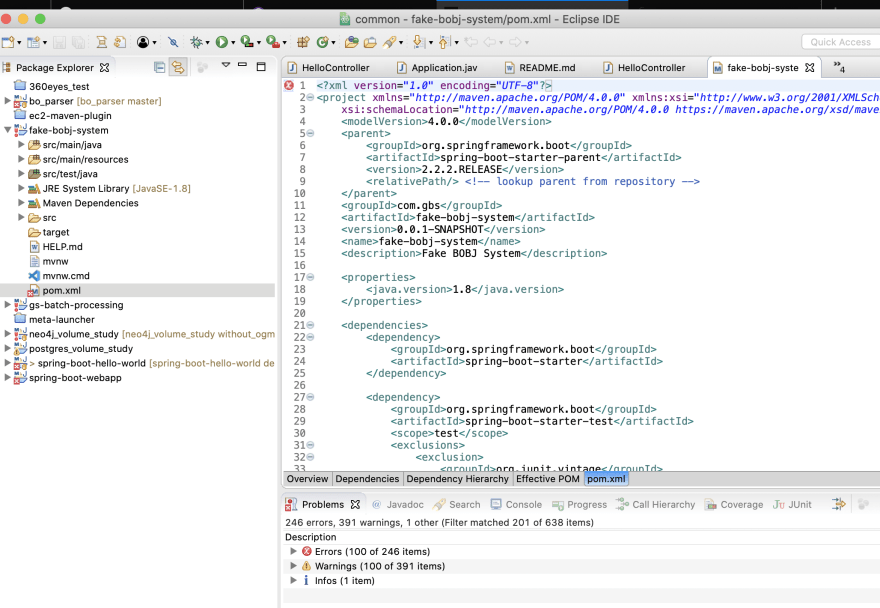 common - fake-bobj-system/pom.xml - Eclipse IDE
Quick Access
Package Explorer
360eyes_test
bo_parser [bo_parser master]
ec2-maven-plugin
fake-bobj-system
src/main/java
src/main/resources
src/test/java
JRE System Library [JavaSE-1.8]
Maven Dependencies
src
target
HELP.md
mvnw
mvnw.cmd
pom.xml
gs-batch-processing
meta-launcher
neo4j_volume_study [neo4j_volume_study without_ogm
postgres_volume_study
> spring-boot-hello-world [spring-boot-hello-world de
spring-boot-webapp
HelloController
Application.jav
README.md
HelloController
fake-bobj-syste
»4
1 <?xml version="1.0" encoding="UTF-8"?>
2 <project xmlns="http://maven.apache.org/POM/4.0.0" xmlns:xsi="http://www.w3.org/2001/XMLSch
3 xsi:schemaLocation="http://maven.apache.org/POM/4.0.0 https://maven.apache.org/xsd/mave
4 <modelVersion>4.0.0</modelVersion>
5 <parent>
6 <groupId>org.springframework.boot</groupId>
7 <artifactId>spring-boot-starter-parent</artifactId>
8 <version>2.2.2.RELEASE</version>
9 <relativePath/> <!-- lookup parent from repository -->
10 </parent>
11 <groupId>com.gbs</groupId>
12 <artifactId>fake-bobj-system</artifactId>
13 <version>0.0.1-SNAPSHOT</version>
14 <name>fake-bobj-system</name>
15 <description>Fake BOBJ System</description>
16
17 <properties>
18 <java.version>1.8</java.version>
19 </properties>
20
21 <dependencies>
22 <dependency>
23 <groupId>org.springframework.boot</groupId>
24 <artifactId>spring-boot-starter</artifactId>
25 </dependency>
26
27 <dependency>
28 <groupId>org.springframework.boot</groupId>
29 <artifactId>spring-boot-starter-test</artifactId>
30 <scope>test</scope>
31 <exclusions>
32 <exclusion>
33 <groupId>org.junit.vintage</groupId>
Overview Dependencies Dependency Hierarchy Effective POM pom.xml
Problems @ Javadoc Search Console Progress Call Hierarchy Coverage JUnit
246 errors, 391 warnings, 1 other (Filter matched 201 of 638 items)
Description
Errors (100 of 246 items)
Warnings (100 of 391 items)
Infos (1 item)